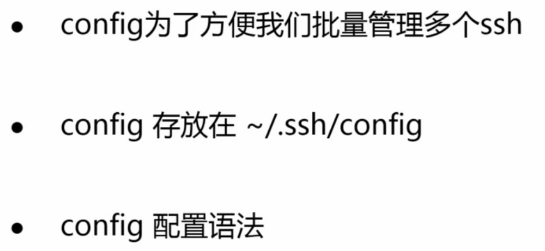 • config为了方便我们批量管理多个ssh
• config 存放在 ~/.ssh/config
• config 配置语法